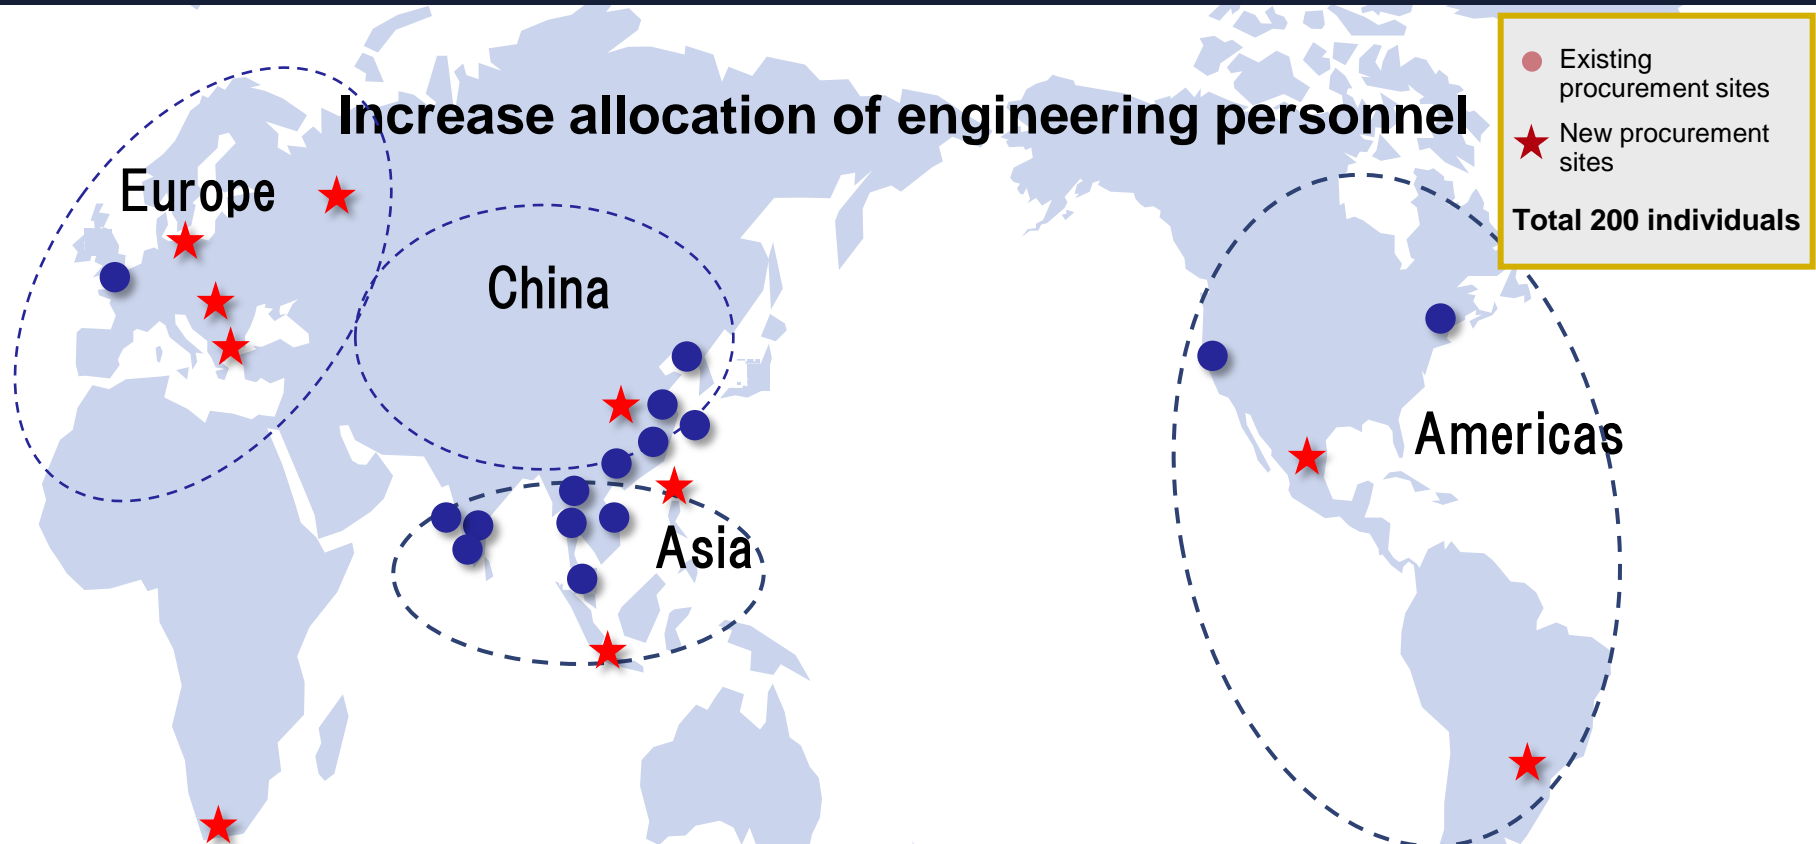 Increase allocation of engineering personnel
Existing
procurement sites
New procurement
sites
Total 200 individuals
Europe
China
Asia
Americas